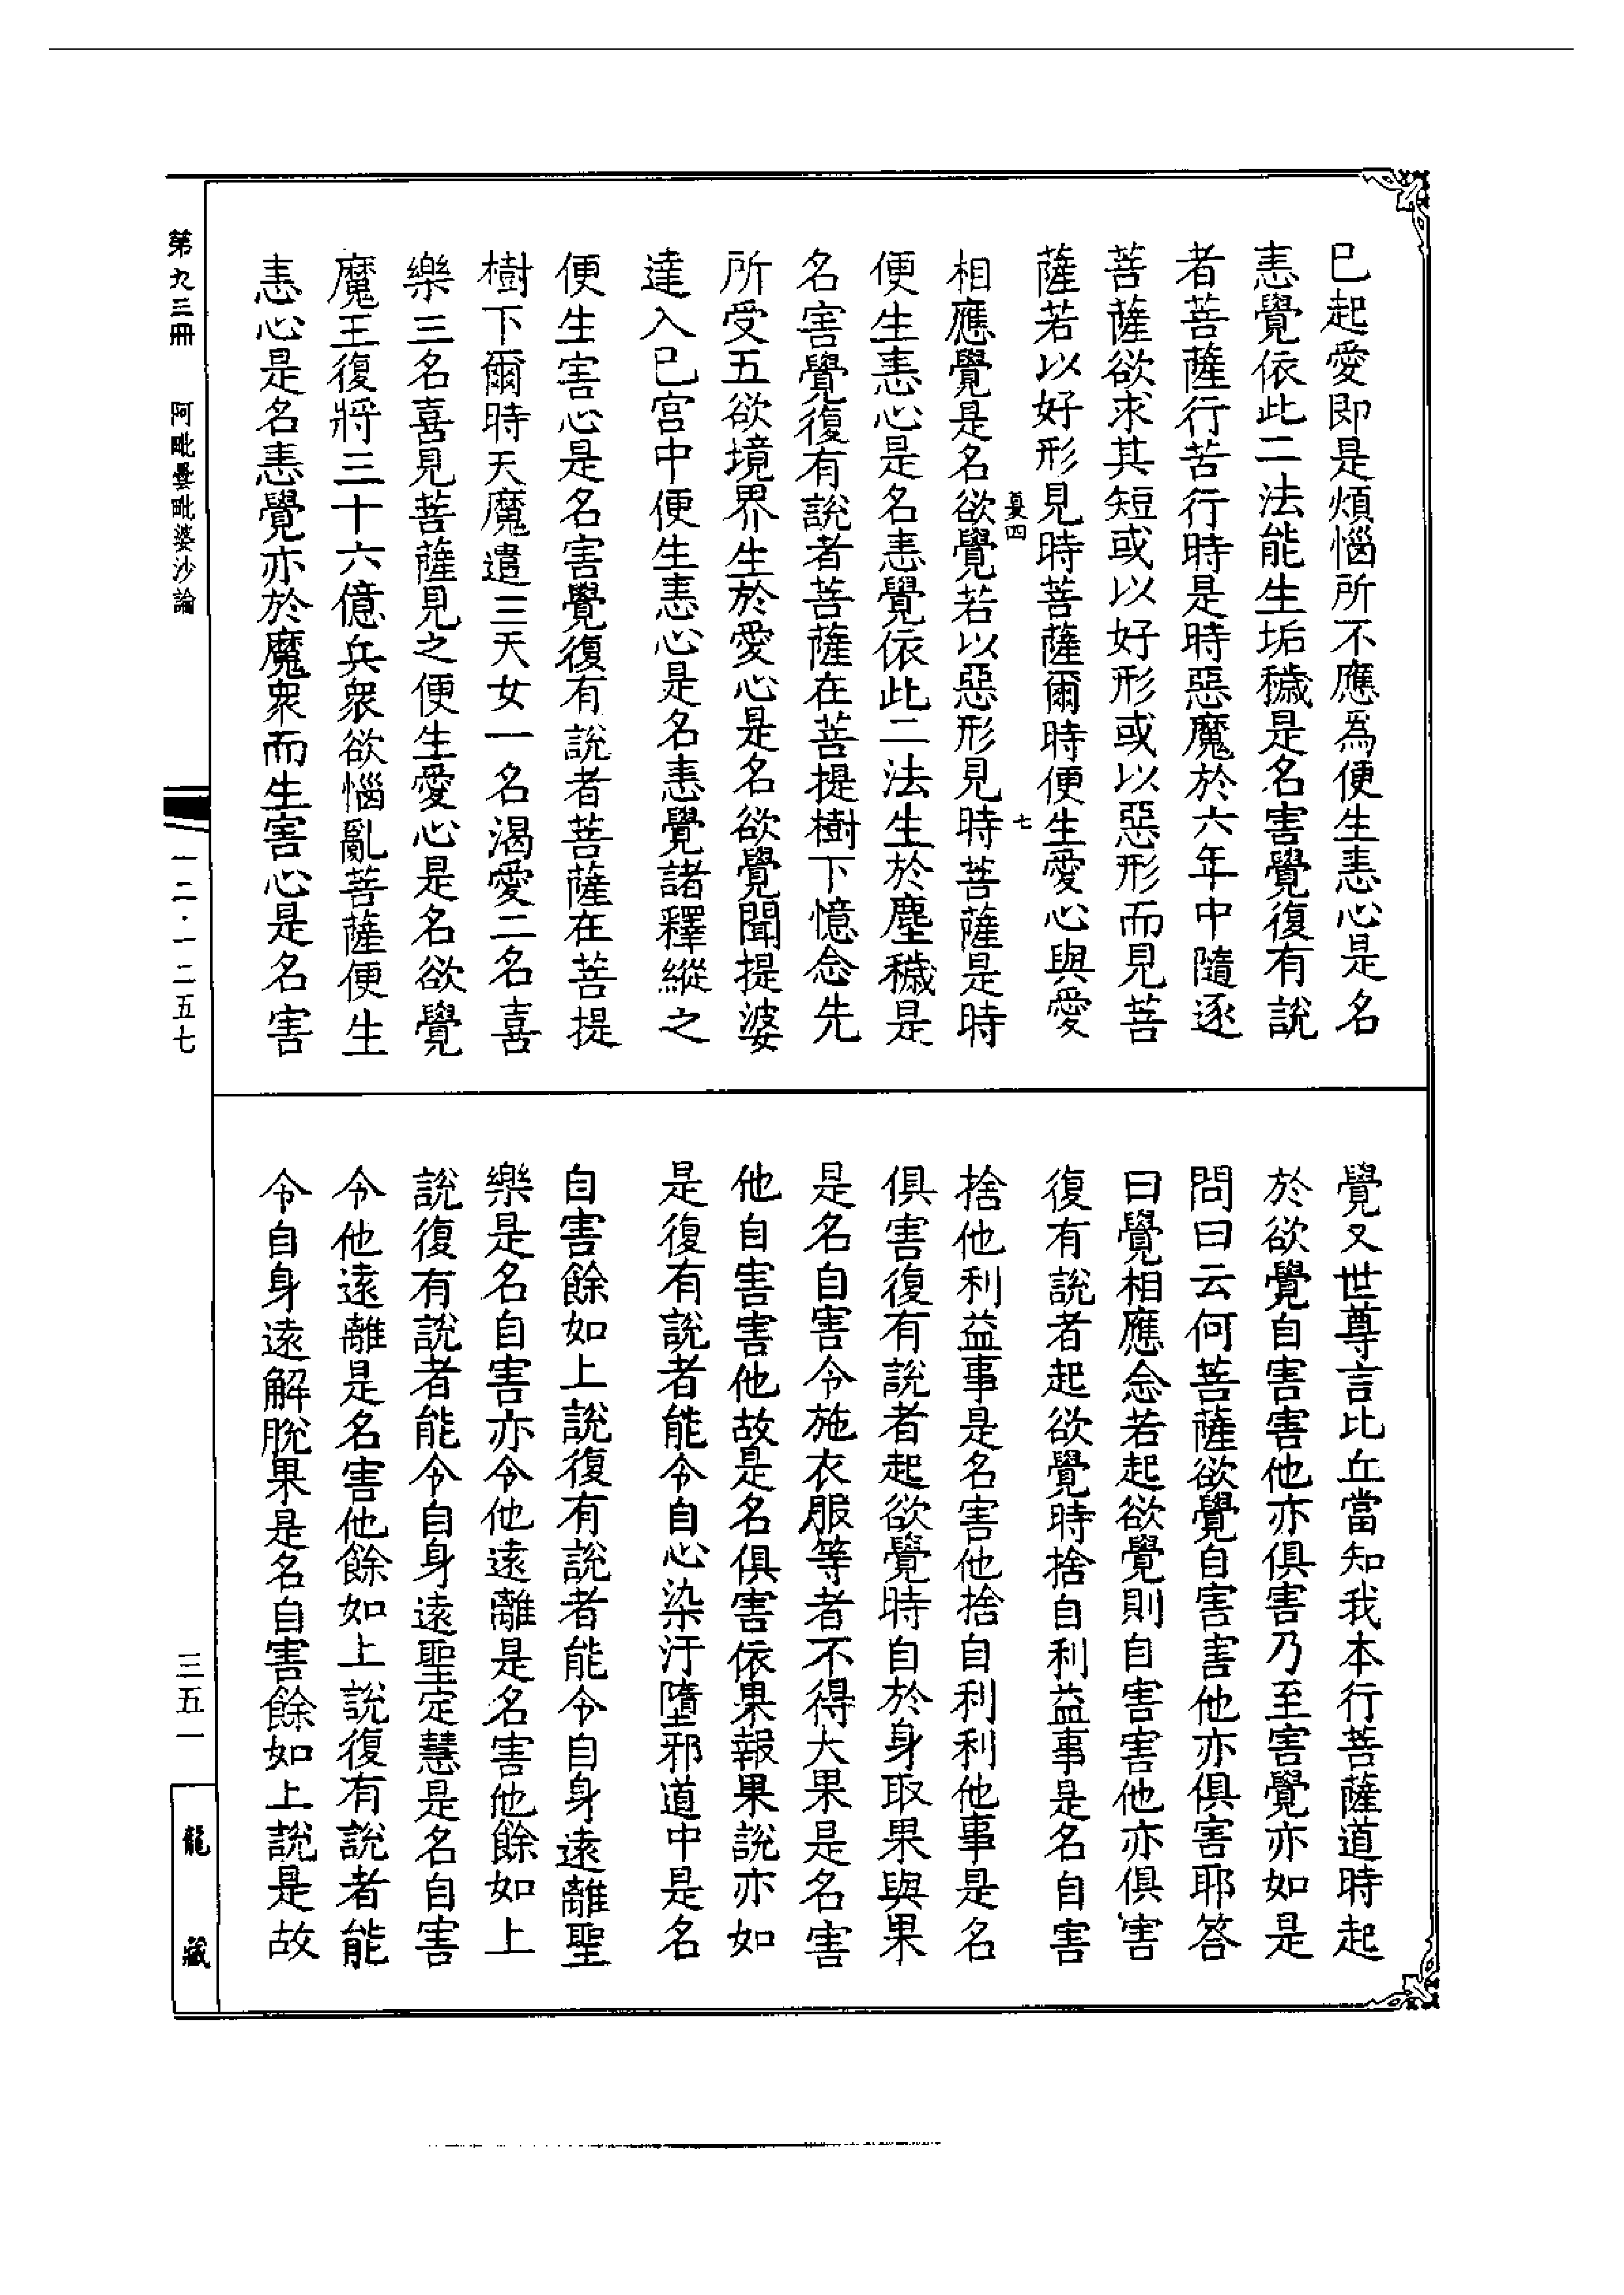 已起愛即是煩惱所不應爲便生恚心是名
恚覺依此二法能生垢穢是名害覺復有說
者菩薩行苦行時是時惡魔於六年中隨逐
菩薩欲求其短或以好形或以惡形而見菩
薩若以好形見時菩薩爾時便生愛心與愛
夏四 七
相應覺是名欲覺若以惡形見時菩薩是時
便生恚心是名恚覺依此二法生於塵穢是
名害覺復有說者菩薩在菩提樹下憶念先
所受五欲境界生於愛心是名欲覺聞提婆
達入已宮中便生恚心是名恚覺諸釋縱之
便生害心是名害覺復有說者菩薩在菩提
樹下爾時天魔遣三天女一名渴愛二名喜
樂三名喜見菩薩見之便生愛心是名欲覺
魔王復將三十六億兵衆欲惱亂菩薩便生
恚心是名恚覺亦於魔衆而生害心是名害
覺又世尊言比丘當知我本行菩薩道時起
於欲覺自害害他亦俱害乃至害覺亦如是
問曰云何菩薩欲覺自害害他亦俱害耶答
曰覺相應念若起欲覺則自害害他亦俱害
復有說者起欲覺時捨自利益事是名自害
捨他利益事是名害他捨自利利他事是名
俱害復有說者起欲覺時自於身取果與果
是名自害令施衣服等者不得大果是名害
他自害害他故是名俱害依果報果說亦如
是復有說者能令自心染汙墮邪道中是名
自害餘如上說復有說者能令自身遠離聖
樂是名自害亦令他遠離是名害他餘如上
說復有說者能令自身遠聖定慧是名自害
令他遠離是名害他餘如上說復有說者能
令自身遠解脫果是名自害餘如上說是故
第九三冊 阿毗曇毗婆沙論
一二·一二五七
三五一
龍藏